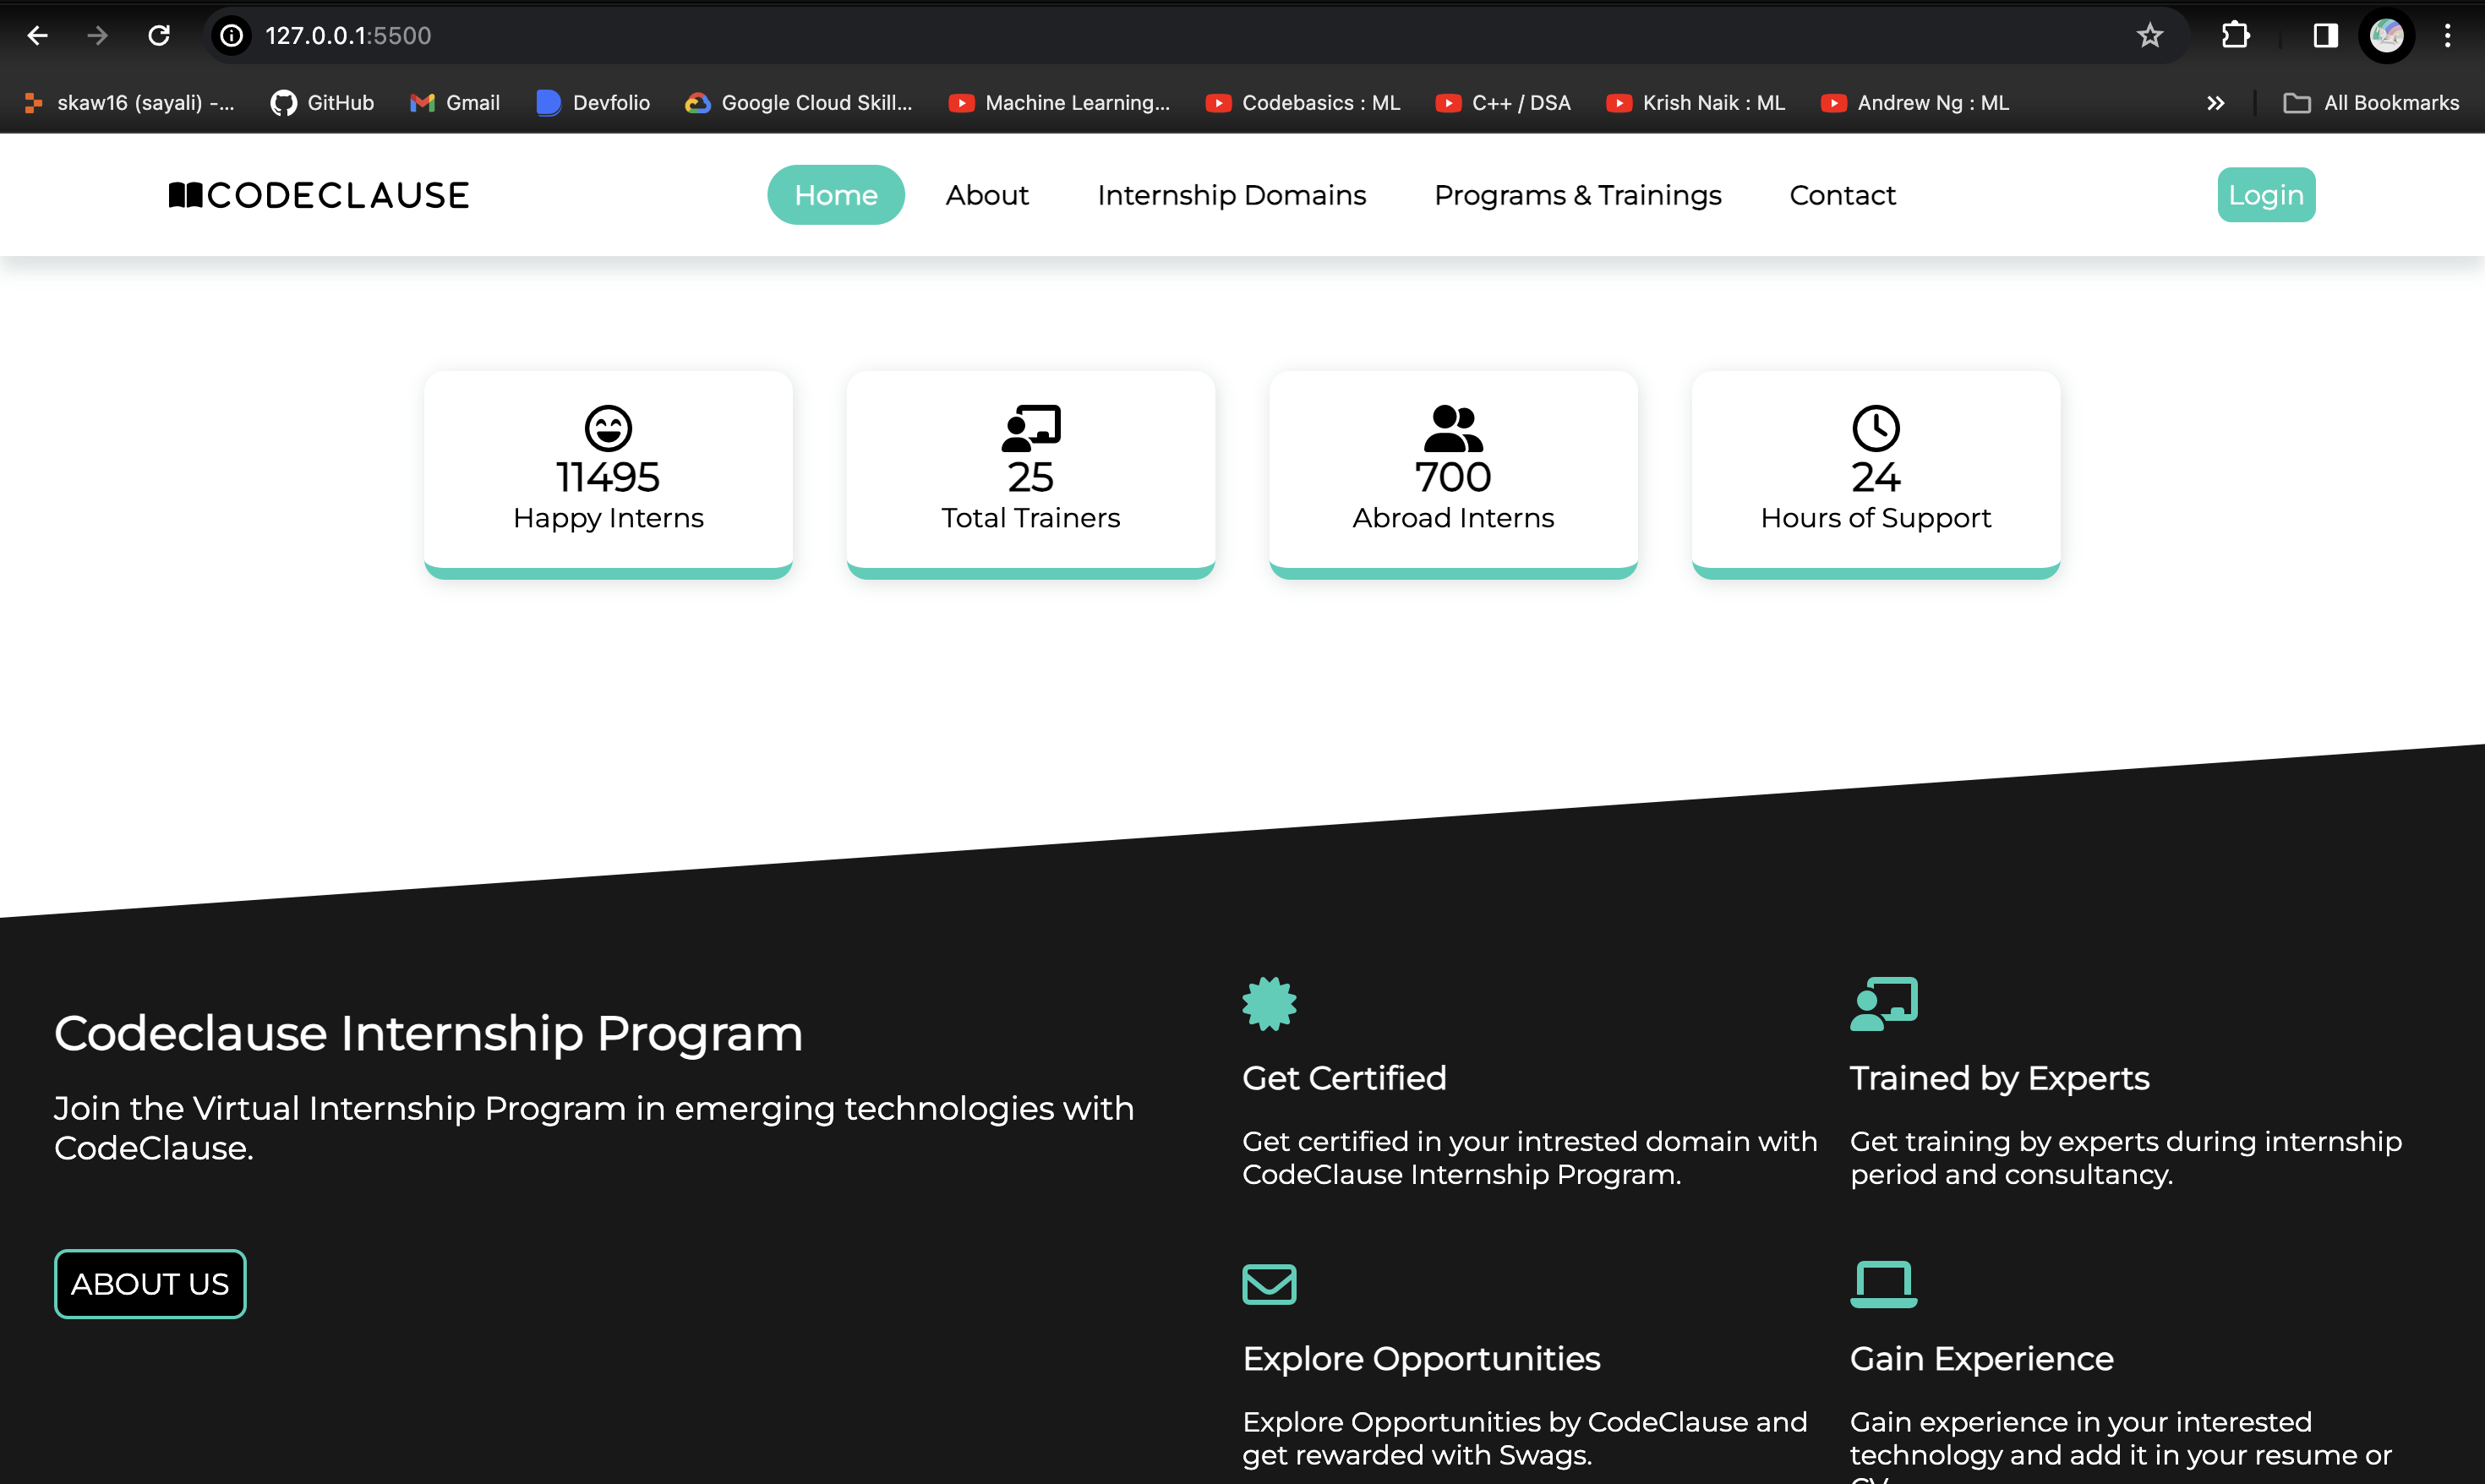 127.0.0.1:5500
skaw16 (sayali) -...
GitHub
Gmail
Devfolio
Google Cloud Skill...
Machine Learning...
Codebasics : ML
C++ / DSA
Krish Naik : ML
Andrew Ng : ML
All Bookmarks
CODECLAUSE
Home
About
Internship Domains
Programs & Trainings
Contact
Login
11495
Happy Interns
25
Total Trainers
700
Abroad Interns
24
Hours of Support
Codeclause Internship Program
Join the Virtual Internship Program in emerging technologies with
CodeClause.
ABOUT US
Get Certified
Get certified in your intrested domain with
CodeClause Internship Program.
Trained by Experts
Get training by experts during internship
period and consultancy.
Explore Opportunities
Explore Opportunities by CodeClause and
get rewarded with Swags.
Gain Experience
Gain experience in your interested
technology and add it in your resume or